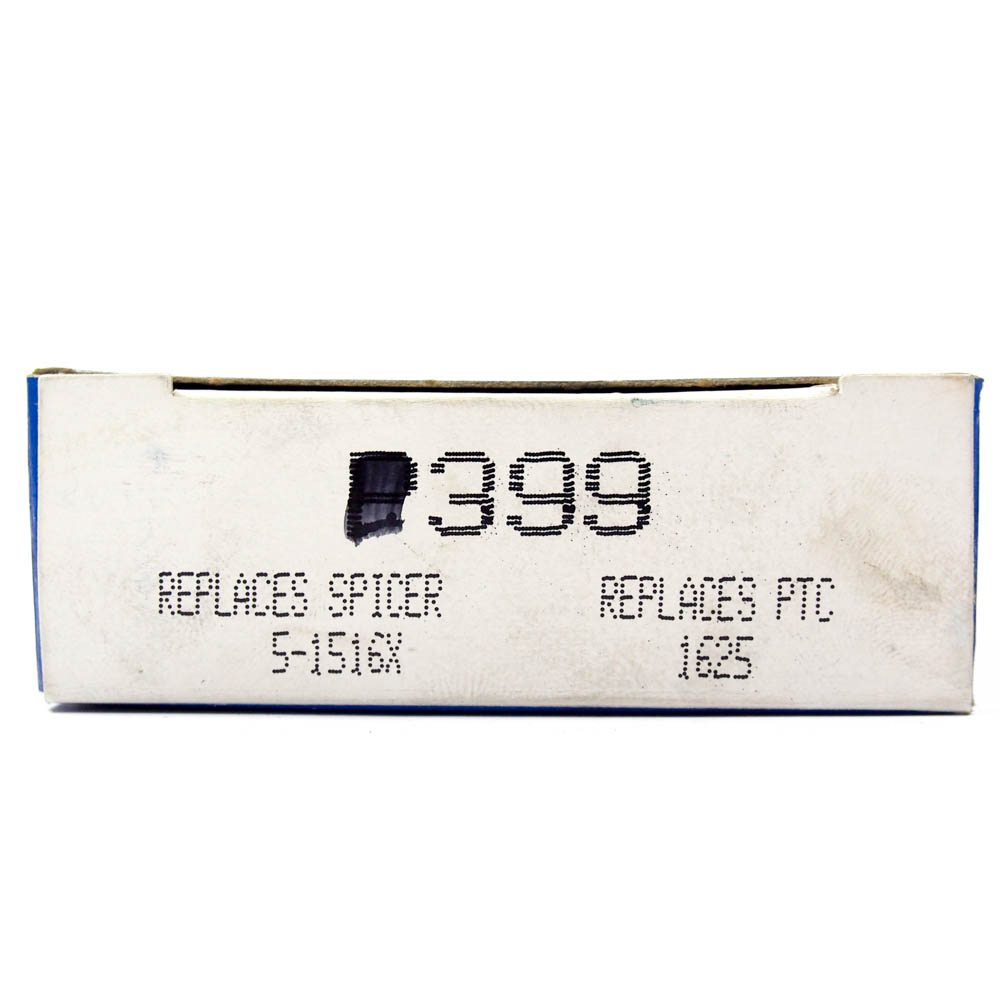 399
REPLACES SPICER
5-1516X
REPLACES PTC
1625